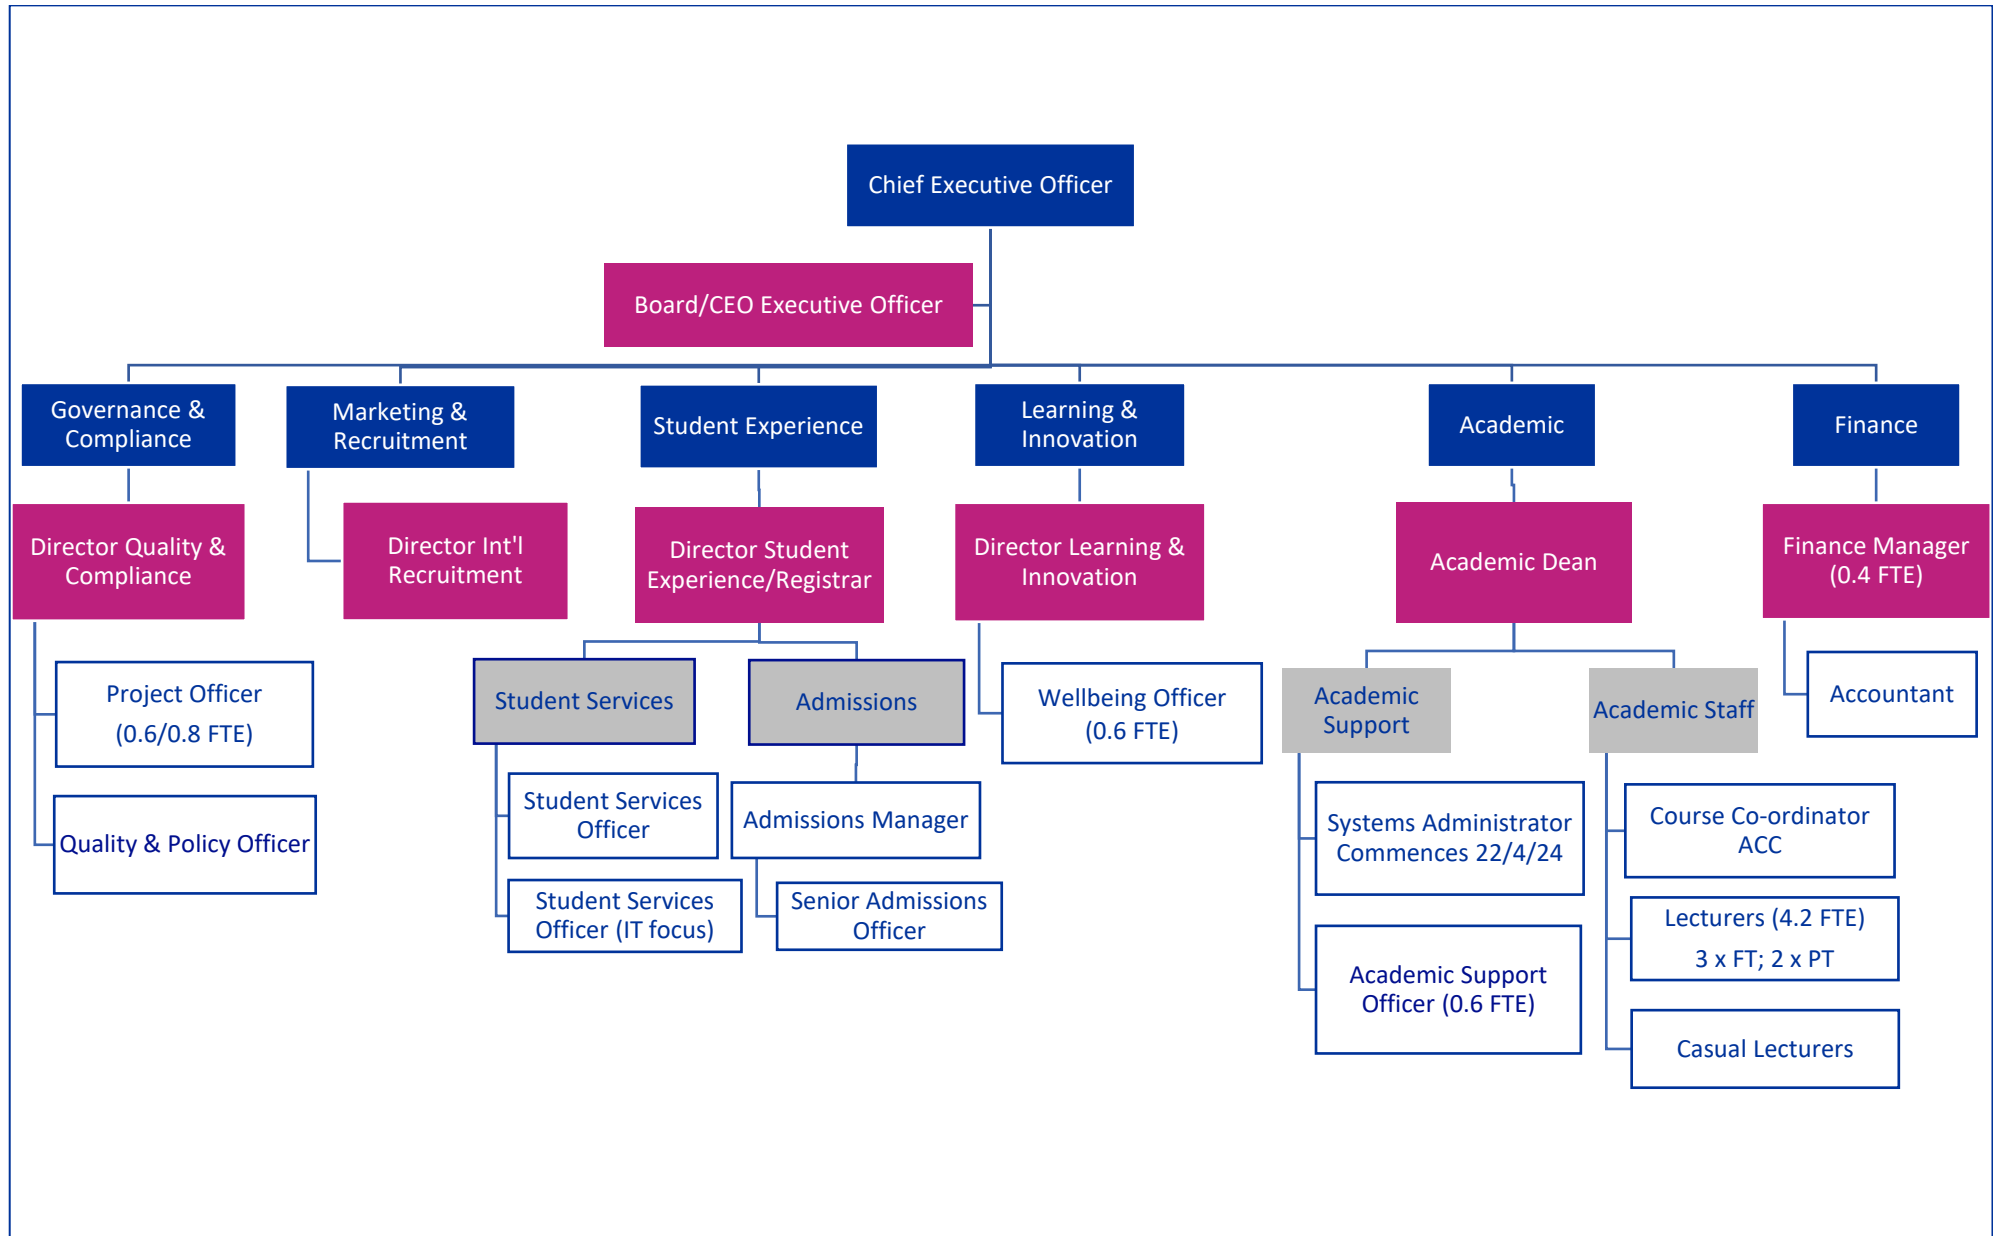 Chief Executive Officer
Board/CEO Executive Officer
Governance &
Compliance
Marketing &
Recruitment
Student Experience
Learning &
Innovation
Academic
Finance
Director Quality &
Compliance
Director Int'l
Recruitment
Director Student
Experience/Registrar
Director Learning &
Innovation
Academic Dean
Finance Manager
(0.4 FTE)
Project Officer
(0.6/0.8 FTE)
Quality & Policy Officer
Student Services
Admissions
Student Services
Officer
Student Services
Officer (IT focus)
Admissions Manager
Senior Admissions
Officer
Wellbeing Officer
(0.6 FTE)
Academic
Support
Academic Staff
Systems Administrator
Commences 22/4/24
Academic Support
Officer (0.6 FTE)
Course Co-ordinator
ACC
Lecturers (4.2 FTE)
3 x FT; 2 x PT
Casual Lecturers
Accountant